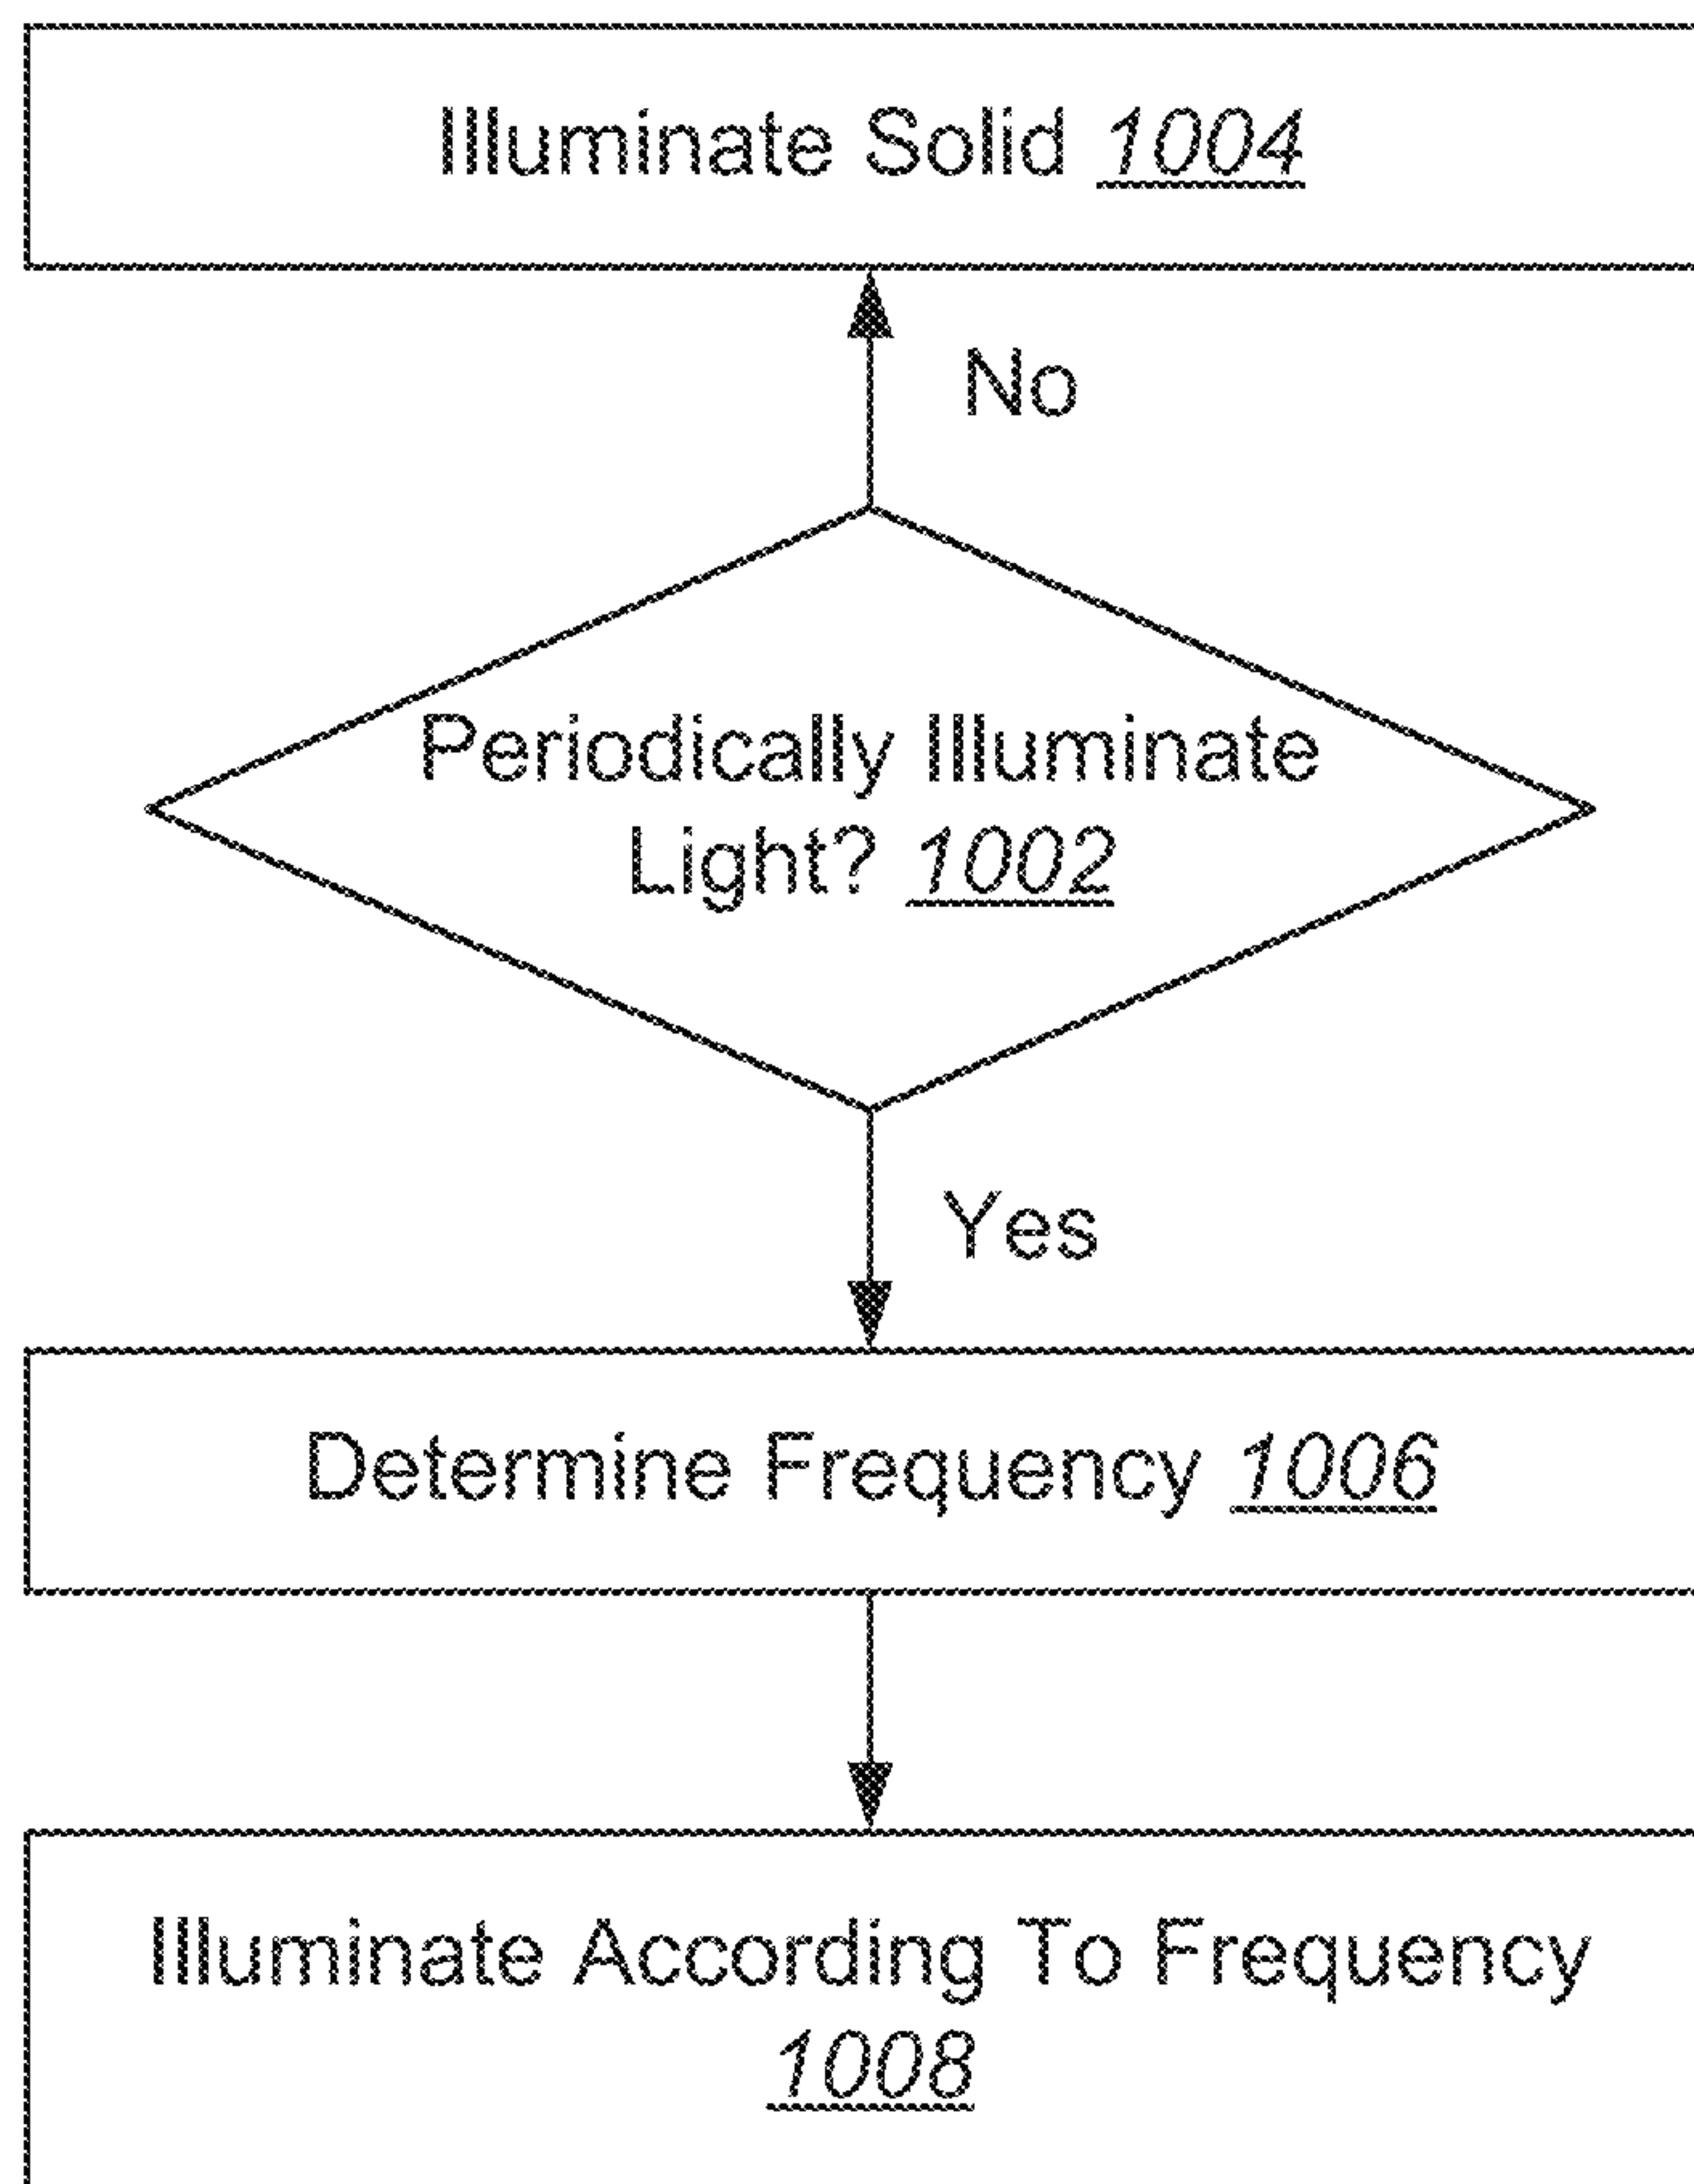 Illuminate Solid 1004
No
Periodically Illuminate
Light? 1002
Yes
Determine Frequency 1006
Illuminate According To Frequency
1008